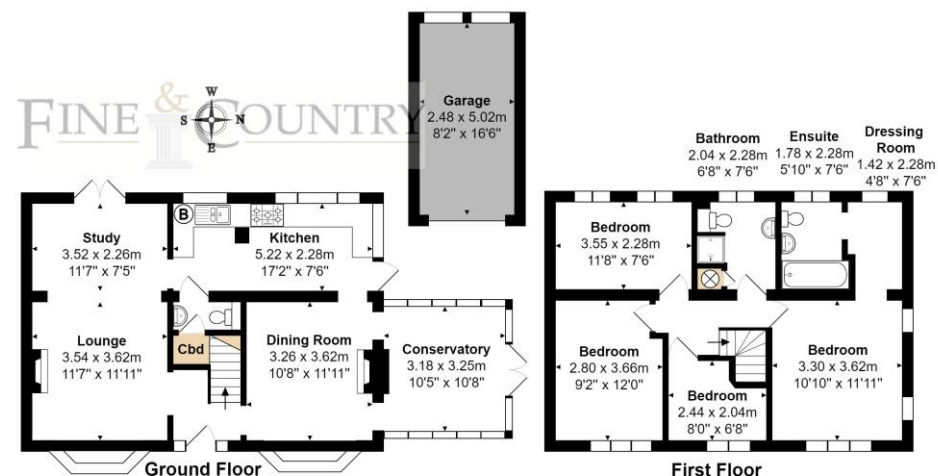 FINE & COUNTRY
W
S N
E
Garage
2.48 x 5.02m
8'2" x 16'6"
Study
3.52 x 2.26m
11'7" x 7'5"
B
Kitchen
5.22 x 2.28m
17'2" x 7'6"
Lounge
3.54 x 3.62m
11'7" x 11'11"
Cbd
Dining Room
3.26 x 3.62m
10'8" x 11'11"
Conservatory
3.18 x 3.25m
10'5" x 10'8"
Ground Floor
Bathroom
2.04 x 2.28m
6'8" x 7'6"
Ensuite
1.78 x 2.28m
5'10" x 7'6"
Dressing
Room
1.42 x 2.28m
4'8" x 7'6"
Bedroom
3.55 x 2.28m
11'8" x 7'6"
Bedroom
2.80 x 3.66m
9'2" x 12'0"
Bedroom
2.44 x 2.04m
8'0" x 6'8"
Bedroom
3.30 x 3.62m
10'10" x 11'11"
First Floor